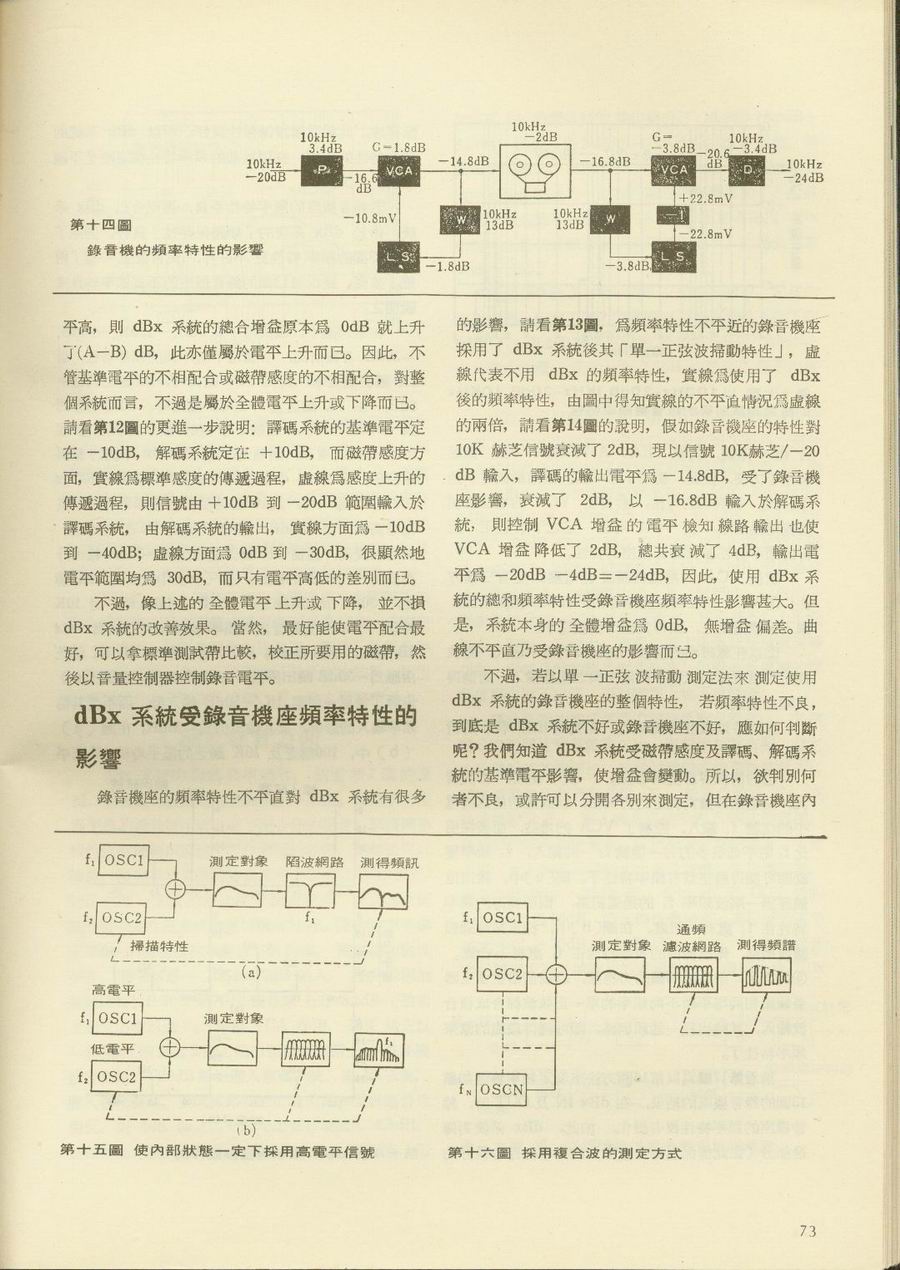 10kHz
-20dB
10kHz
3.4dB
P
-16.6
dB
G=1.8dB
VCA
-14.8dB
10kHz
-2dB
-16.8dB
G=
-3.8dB
VCA
-20.6
dB
10kHz
-3.4dB
D
10kHz
-24dB
-10.8mV
W
10kHz
13dB
10kHz
13dB
W
+22.8mV
-1
-22.8mV
L.S.
-1.8dB
-3.8dB
L S
第十四圖
錄音機的頻率特性的影響
平高，則 dBx 系統的總合增益原本爲 0dB 就上升
了(A-B) dB，此亦僅屬於電平上升而已。因此，不
管基準電平的不相配合或磁帶感度的不相配合，對整
個系統而言，不過是屬於全體電平上升或下降而已。
請看第12圖的更進一步說明：譯碼系統的基準電平定
在 -10dB，解碼系統定在 +10dB，而磁帶感度方
面，實線爲標準感度的傳遞過程，虛線爲感度上升的
傳遞過程，則信號由 +10dB 到 -20dB 範圍輸入於
譯碼系統，由解碼系統的輸出，實線方面爲 -10dB
到 -40dB；虛線方面爲 0dB 到 -30dB，很顯然地
電平範圍均爲 30dB，而只有電平高低的差別而已。
不過，像上述的 全體電平 上升或 下降，並不損
dBx 系統的改善效果。當然，最好能使電平配合最
好，可以拿標準測試帶比較，校正所要用的磁帶，然
後以音量控制器控制錄音電平。
dBx 系統受錄音機座頻率特性的
影響
錄音機座的頻率特性不平直對 dBx 系統有很多
的影響，請看第13圖，爲頻率特性不平近的錄音機座
採用了 dBx 系統後其「單一正弦波掃動特性」，虛
線代表不用 dBx 的頻率特性，實線爲使用了 dBx
後的頻率特性，由圖中得知實線的不平直情況爲虛線
的兩倍，請看第14圖的說明，假如錄音機座的特性對
10K 赫芝信號衰減了 2dB，現以信號 10K赫芝/-20
dB 輸入，譯碼的輸出電平爲 -14.8dB，受了錄音機
座影響，衰減了 2dB，以 -16.8dB 輸入於解碼系
統，則控制 VCA 增益 的 電平 檢知 線路 輸出 也使
VCA 增益 降低了 2dB，總共衰 減了 4dB，輸出電
平爲 -20dB -4dB=-24dB，因此，使用 dBx 系
統的總和頻率特性受錄音機座頻率特性影響甚大。但
是，系統本身的 全體增益爲 0dB，無增益 偏差。曲
線不平直乃受錄音機座的影響而已。
不過，若以單 一正弦 波掃動 測定法來 測定使用
dBx 系統的錄音機座的整個特性，若頻率特性不良，
到底是 dBx 系統不好或錄音機座不好，應如何判斷
呢？我們知道 dBx 系統受磁帶感度及譯碼、解碼系
統的基準電平影響，使增益會變動。所以，欲判別何
者不良，或許可以分開各別來測定，但在錄音機座內
f₁ OSC1
測定對象 陷波網路 測得頻訊
f₂ OSC2
f₁
掃描特性
(a)
高電平
f₁ OSC1
測定對象
低電平
f₂ OSC2
f₁
(b)
第十五圖 使內部狀態一定下採用高電平信號
f₁ OSC1
通頻
測定對象 濾波網路 測得頻譜
f₂ OSC2
f_N OSCN
第十六圖 採用複合波的測定方式
73